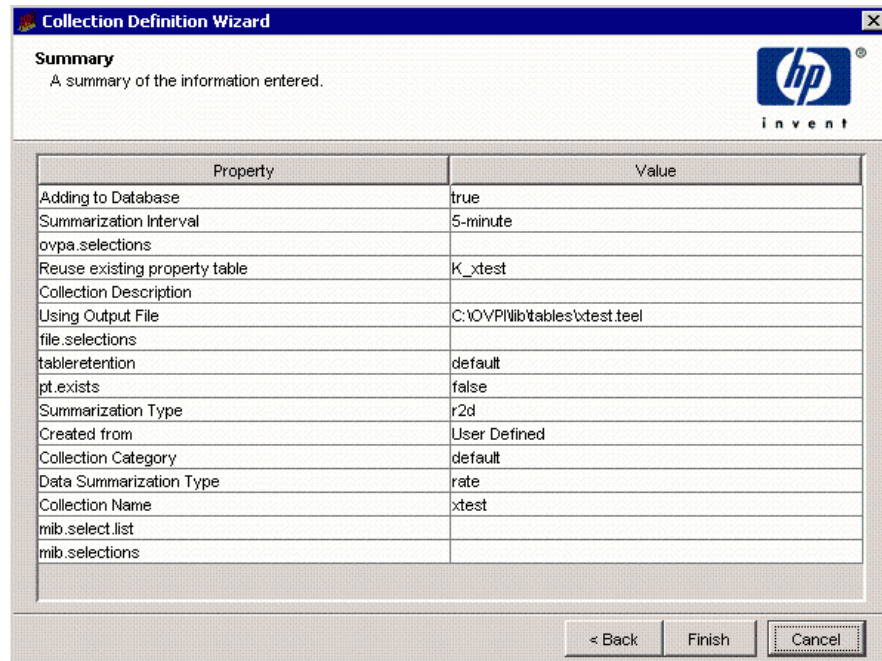 Collection Definition Wizard
Summary
A summary of the information entered.
hp
®
invent
Property Value
Adding to Database true
Summarization Interval 5-minute
ovpa.selections
Reuse existing property table K_xtest
Collection Description
Using Output File C:\OVPI\lib\tables\xtest.teel
file.selections
tableretention default
pt.exists false
Summarization Type r2d
Created from User Defined
Collection Category default
Data Summarization Type rate
Collection Name xtest
mib.select.list
mib.selections
< Back Finish Cancel